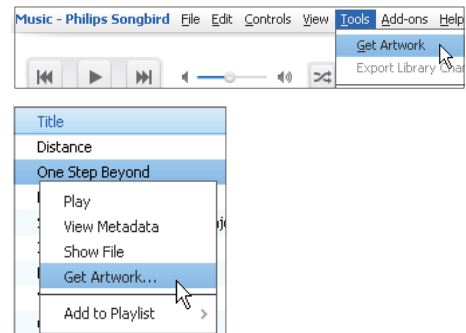 Music - Philips Songbird File Edit Controls View Tools Add-ons Help
Get Artwork
Export Library
Title
Distance
One Step Beyond
Play
View Metadata
Show File
Get Artwork...
Add to Playlist >